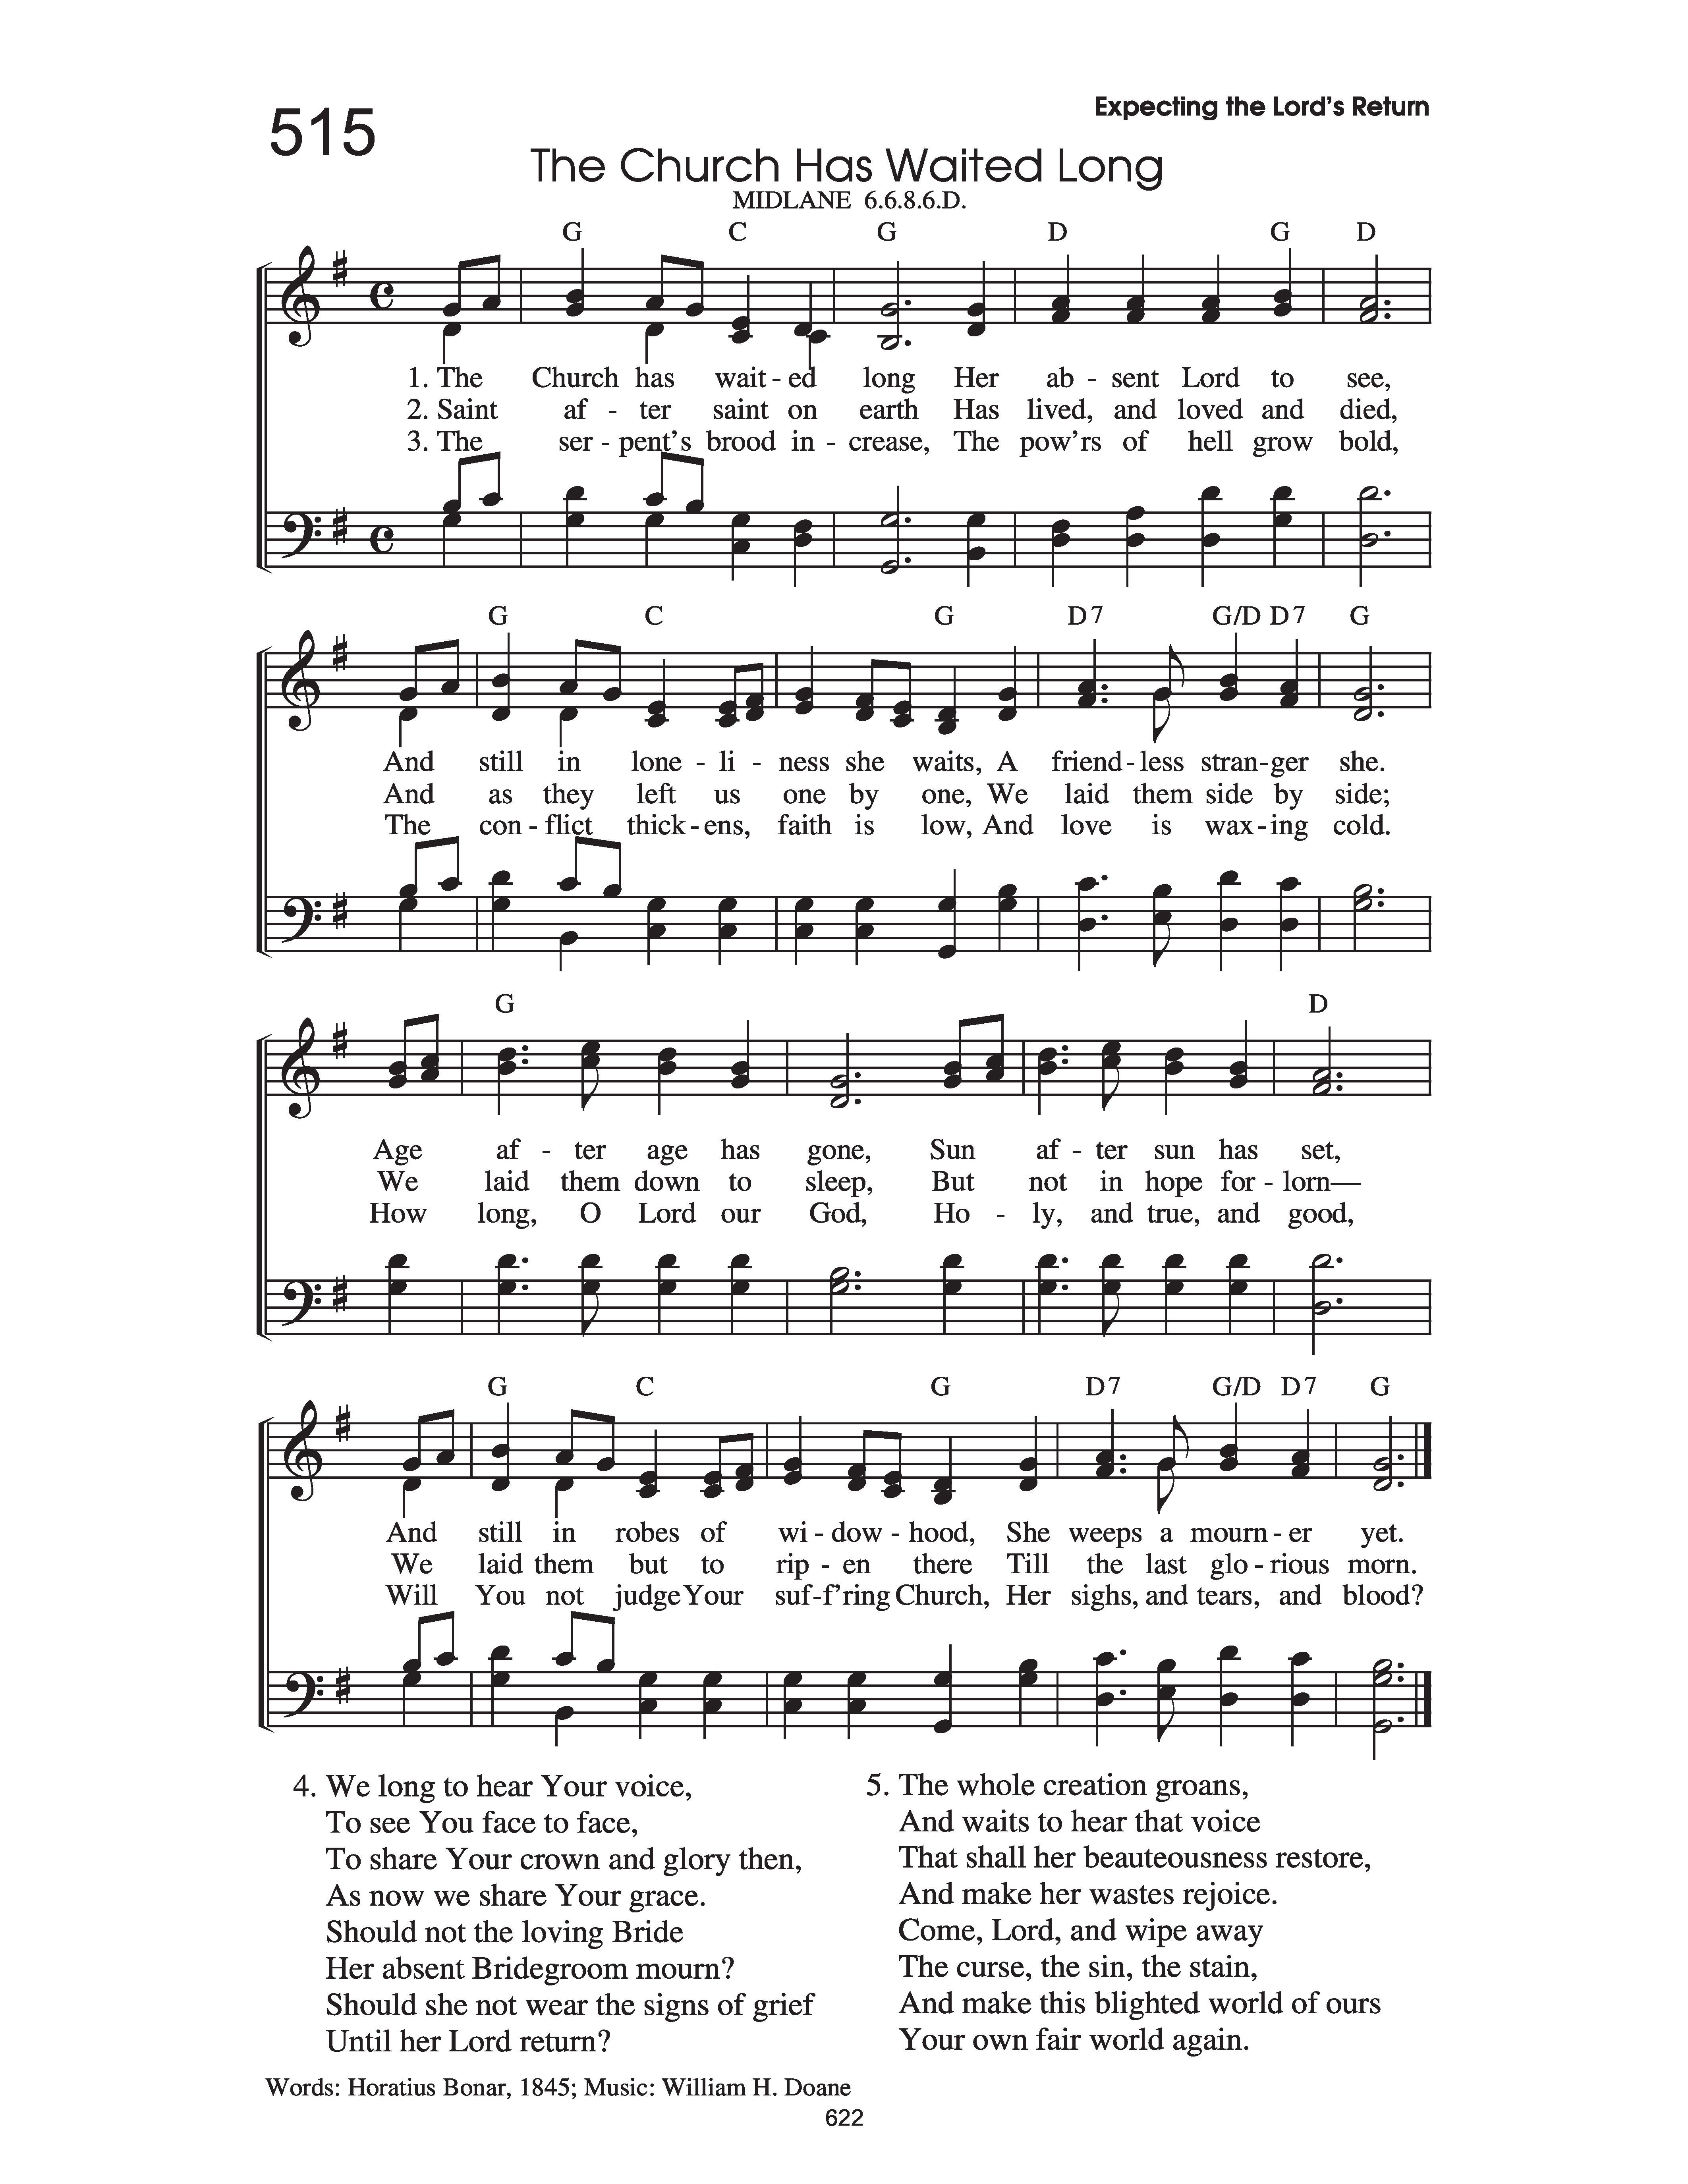 515
Expecting the Lord's Return
The Church Has Waited Long
MIDLANE 6.6.8.6.D.
G C G D G D
1. The Church has wait - ed long Her ab - sent Lord to see,
2. Saint af - ter saint on earth Has lived, and loved and died,
3. The ser - pent's brood in - crease, The pow'rs of hell grow bold,
G C G D7 G/D D7 G
And still in lone - li - ness she waits, A friend - less stran - ger she.
And as they left us one by one, We laid them side by side;
The con - flict thick - ens, faith is low, And love is wax - ing cold.
G D
Age af - ter age has gone, Sun af - ter sun has set,
We laid them down to sleep, But not in hope for - lorn—
How long, O Lord our God, Ho - ly, and true, and good,
G C G D7 G/D D7 G
And still in robes of wi - dow - hood, She weeps a mourn - er yet.
We laid them but to rip - en there Till the last glo - rious morn.
Will You not judge Your suf - f'ring Church, Her sighs, and tears, and blood?
4. We long to hear Your voice,
To see You face to face,
To share Your crown and glory then,
As now we share Your grace.
Should not the loving Bride
Her absent Bridegroom mourn?
Should she not wear the signs of grief
Until her Lord return?
5. The whole creation groans,
And waits to hear that voice
That shall her beauteousness restore,
And make her wastes rejoice.
Come, Lord, and wipe away
The curse, the sin, the stain,
And make this blighted world of ours
Your own fair world again.
Words: Horatius Bonar, 1845; Music: William H. Doane
622